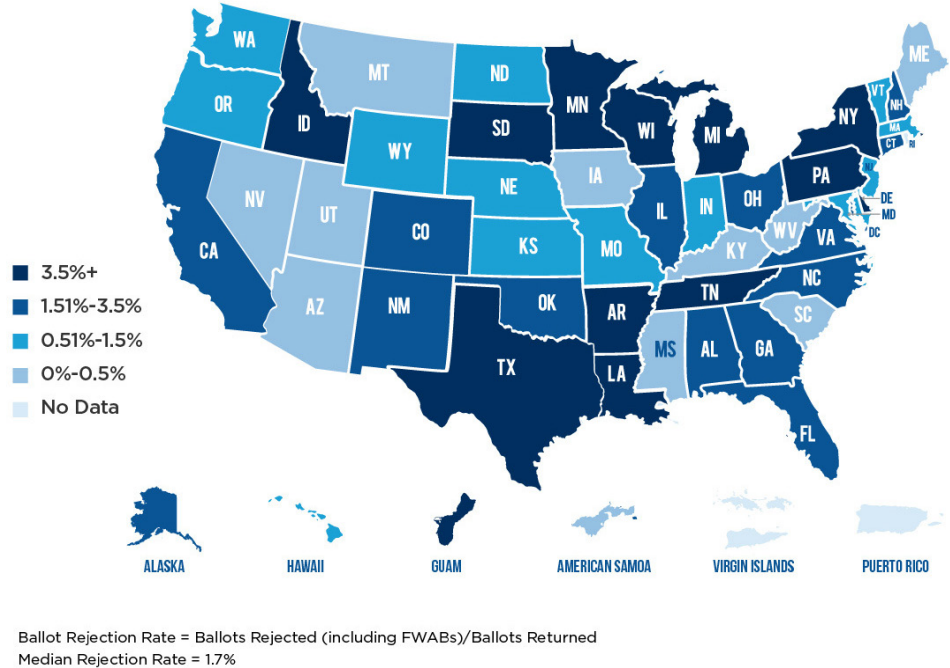 WA
MT
ND
ME
OR
MN
VT
NH
ID
SD
WI
MI
NY
MA
WY
CT
RI
IA
PA
NJ
NE
NV
UT
IL
IN
OH
DE
MD
CO
WV
DC
CA
KS
MO
KY
VA
3.5%+
NC
AZ
NM
OK
TN
1.51%-3.5%
AR
SC
0.51%-1.5%
MS
AL
GA
TX
LA
0%-0.5%
No Data
FL
ALASKA
HAWAII
GUAM
AMERICAN SAMOA
VIRGIN ISLANDS
PUERTO RICO
Ballot Rejection Rate = Ballots Rejected (including FWABs)/Ballots Returned
Median Rejection Rate = 1.7%